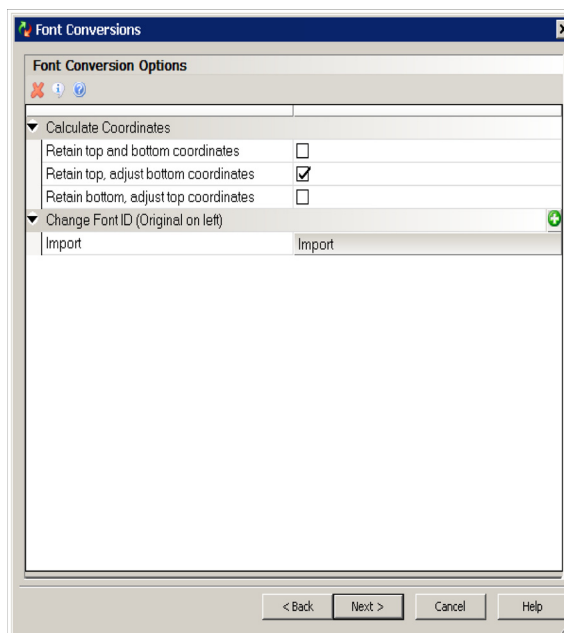 Font Conversions
Font Conversion Options
Calculate Coordinates
Retain top and bottom coordinates
Retain top, adjust bottom coordinates
Retain bottom, adjust top coordinates
Change Font ID (Original on left)
Import Import
< Back Next > Cancel Help